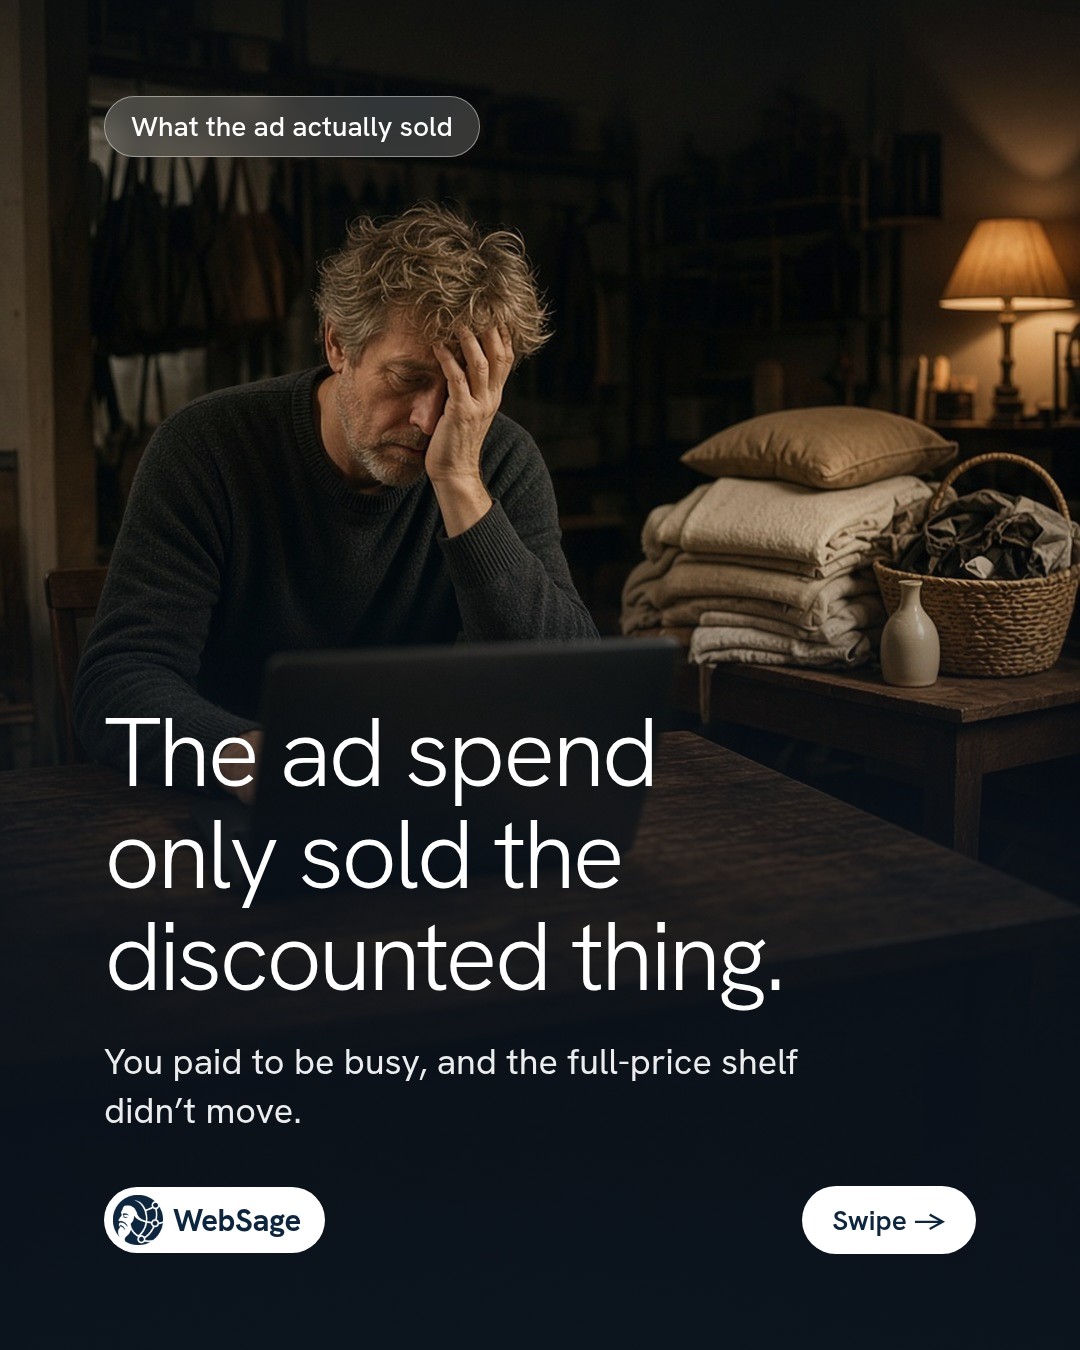 What the ad actually sold
The ad spend
only sold the
discounted thing.
You paid to be busy, and the full-price shelf
didn’t move.
WebSage
Swipe →